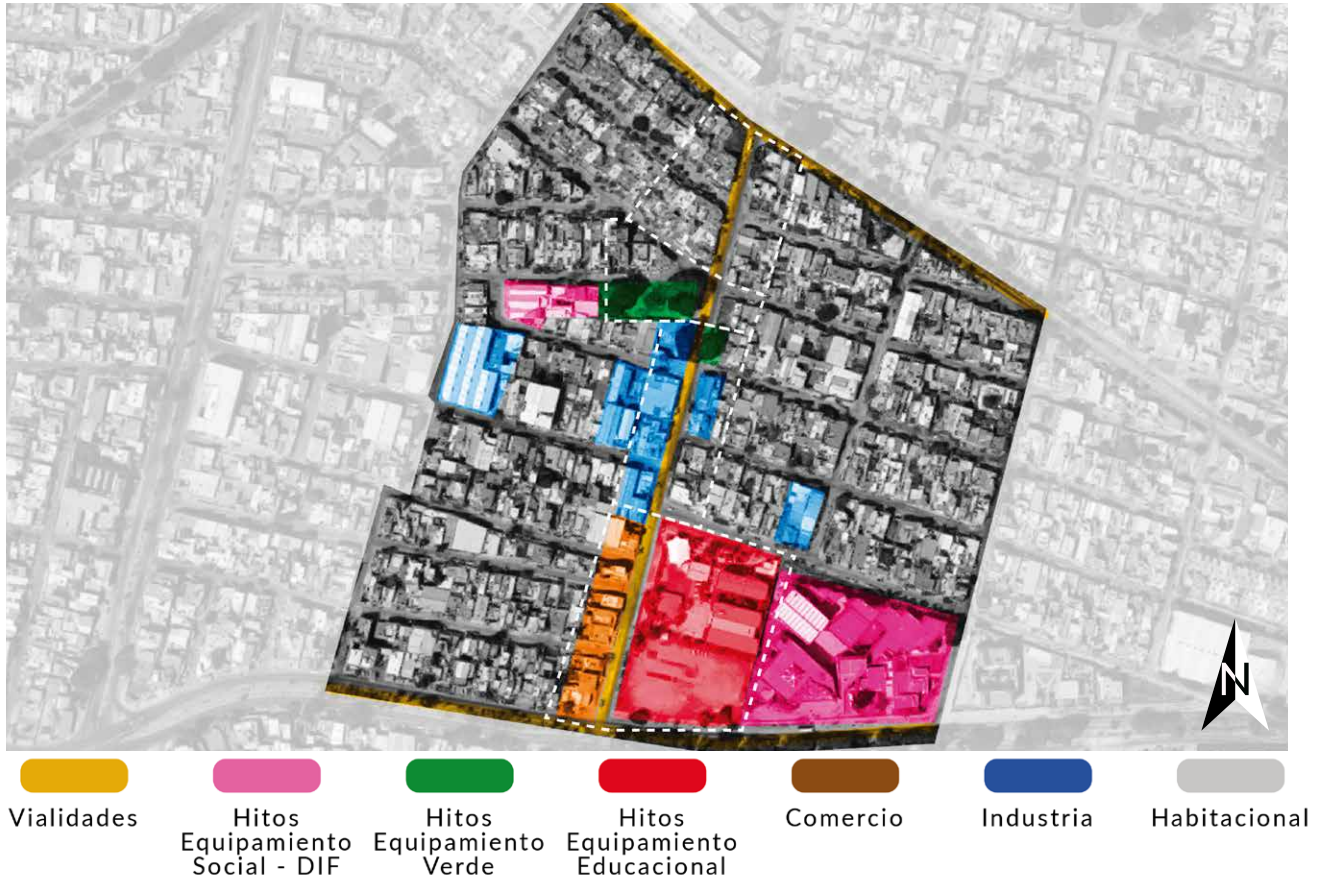 N
Vialidades
Hitos
Equipamiento
Social - DIF
Hitos
Equipamiento
Verde
Hitos
Equipamiento
Educacional
Comercio
Industria
Habitacional